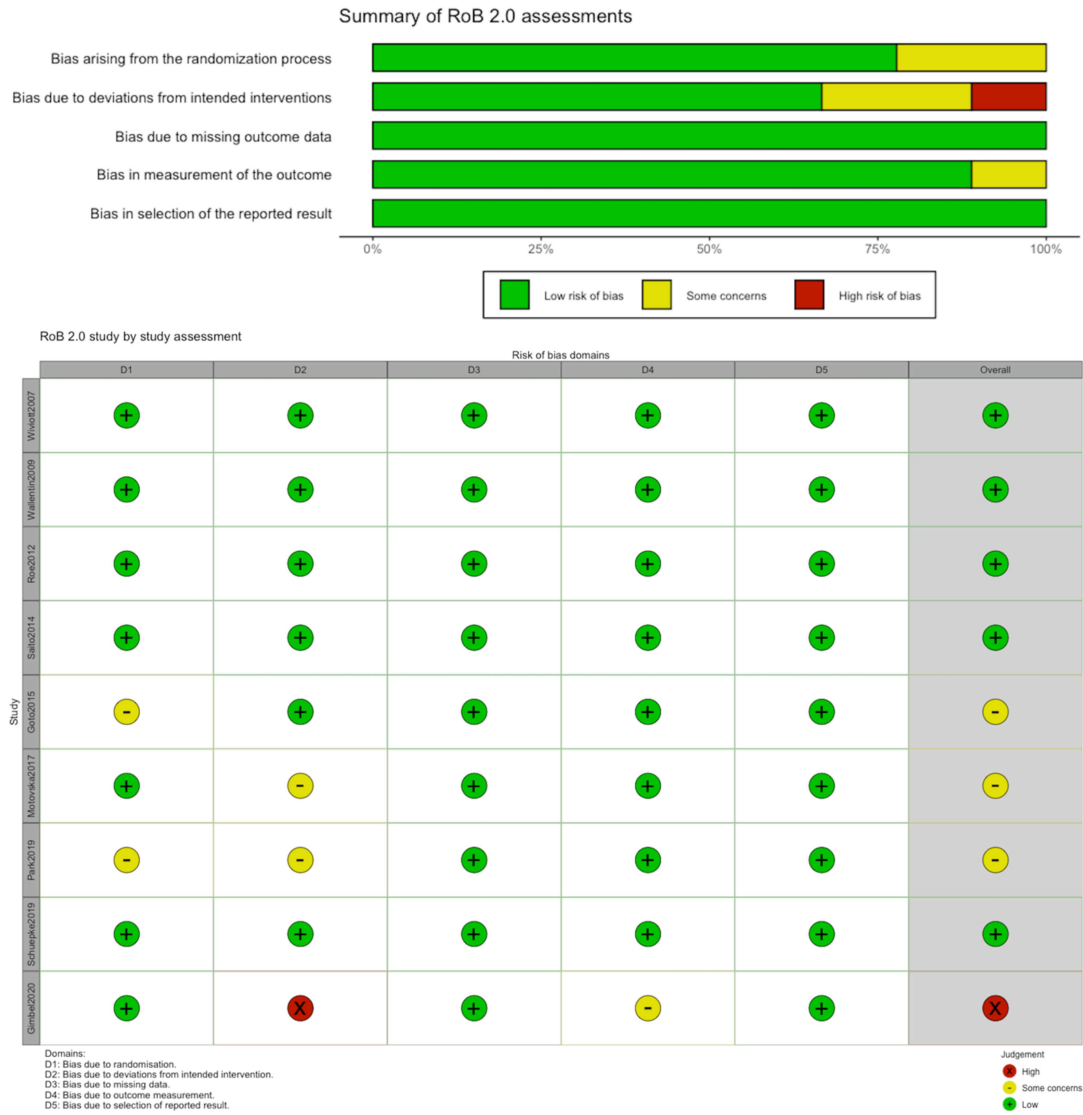 Summary of RoB 2.0 assessments
Bias arising from the randomization process
Bias due to deviations from intended interventions
Bias due to missing outcome data
Bias in measurement of the outcome
Bias in selection of the reported result
0% 25% 50% 75% 100%
Low risk of bias Some concerns High risk of bias
RoB 2.0 study by study assessment
Risk of bias domains
D1 D2 D3 D4 D5 Overall
Study
Wiviott2007
+ + + + + +
Wallentin2009
+ + + + + +
Roe2012
+ + + + + +
Saito2014
+ + + + + +
Goto2015
- + + + + -
Motovska2017
+ - + + + -
Park2019
- - + + + -
Schuepke2019
+ + + + + +
Gimbel2020
+ X + - + X
Domains:
D1: Bias due to randomisation.
D2: Bias due to deviations from intended intervention.
D3: Bias due to missing data.
D4: Bias due to outcome measurement.
D5: Bias due to selection of reported result.
Judgement
X High
- Some concerns
+ Low